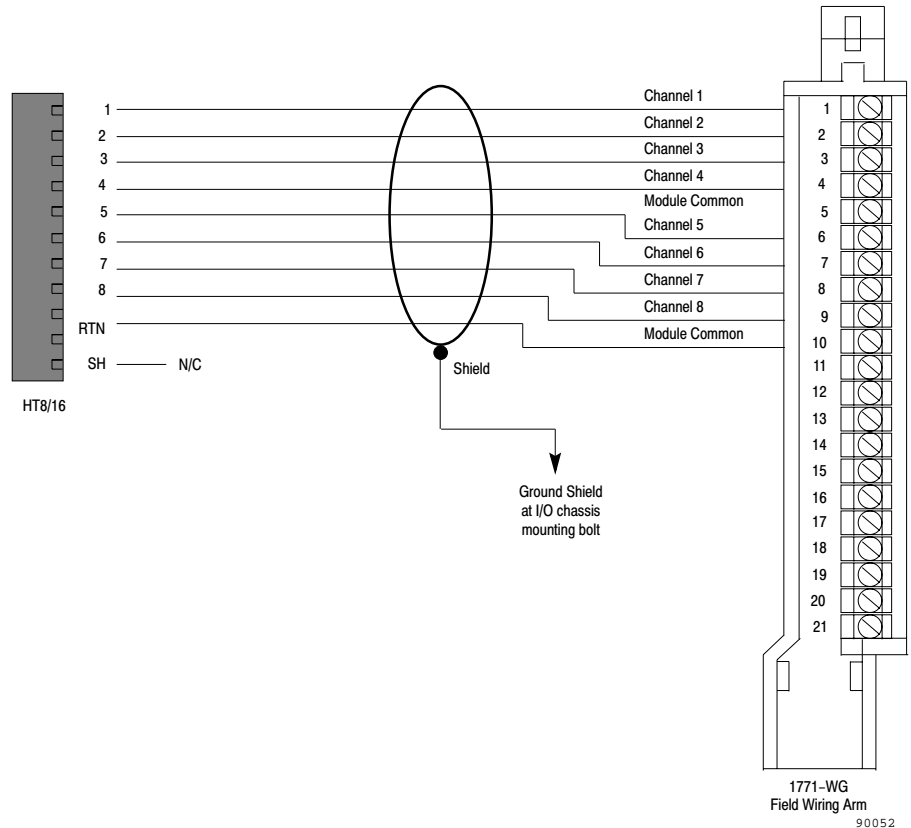 1
2
3
4
5
6
7
8
RTN
SH
N/C
HT8/16
Channel 1
Channel 2
Channel 3
Channel 4
Module Common
Channel 5
Channel 6
Channel 7
Channel 8
Module Common
Shield
Ground Shield
at I/O chassis
mounting bolt
1
2
3
4
5
6
7
8
9
10
11
12
13
14
15
16
17
18
19
20
21
1771–WG
Field Wiring Arm
90052